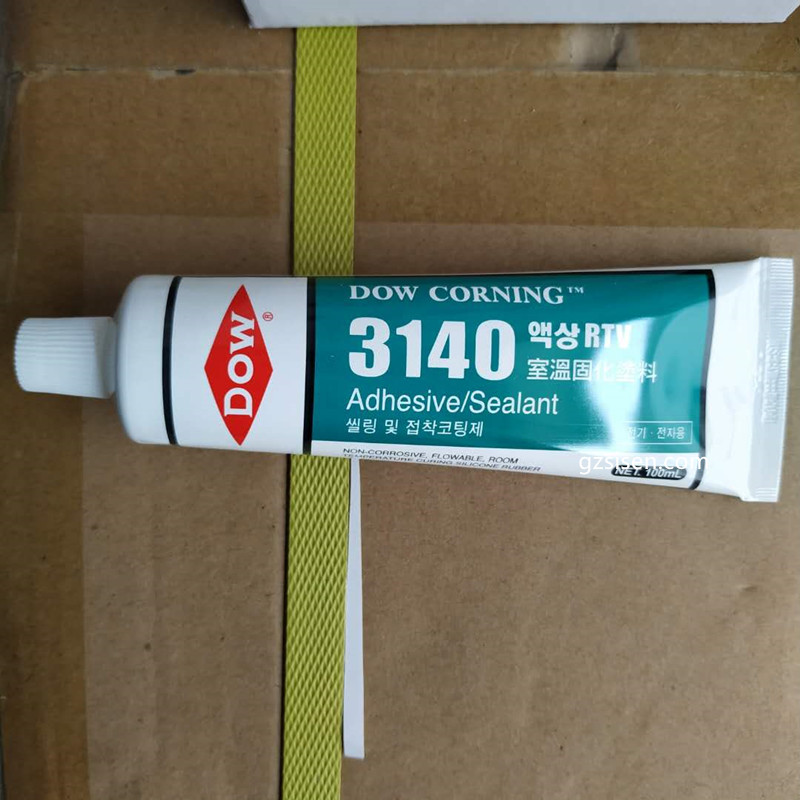 DOW®
DOW CORNING™
3140 액상 RTV
室溫固化塗料
Adhesive/Sealant
씰링 및 접착코팅제
전기 · 전자용
NON-CORROSIVE, FLOWABLE, ROOM
TEMPERATURE CURING SILICONE RUBBER
NET. 100mL
gzsisen.com